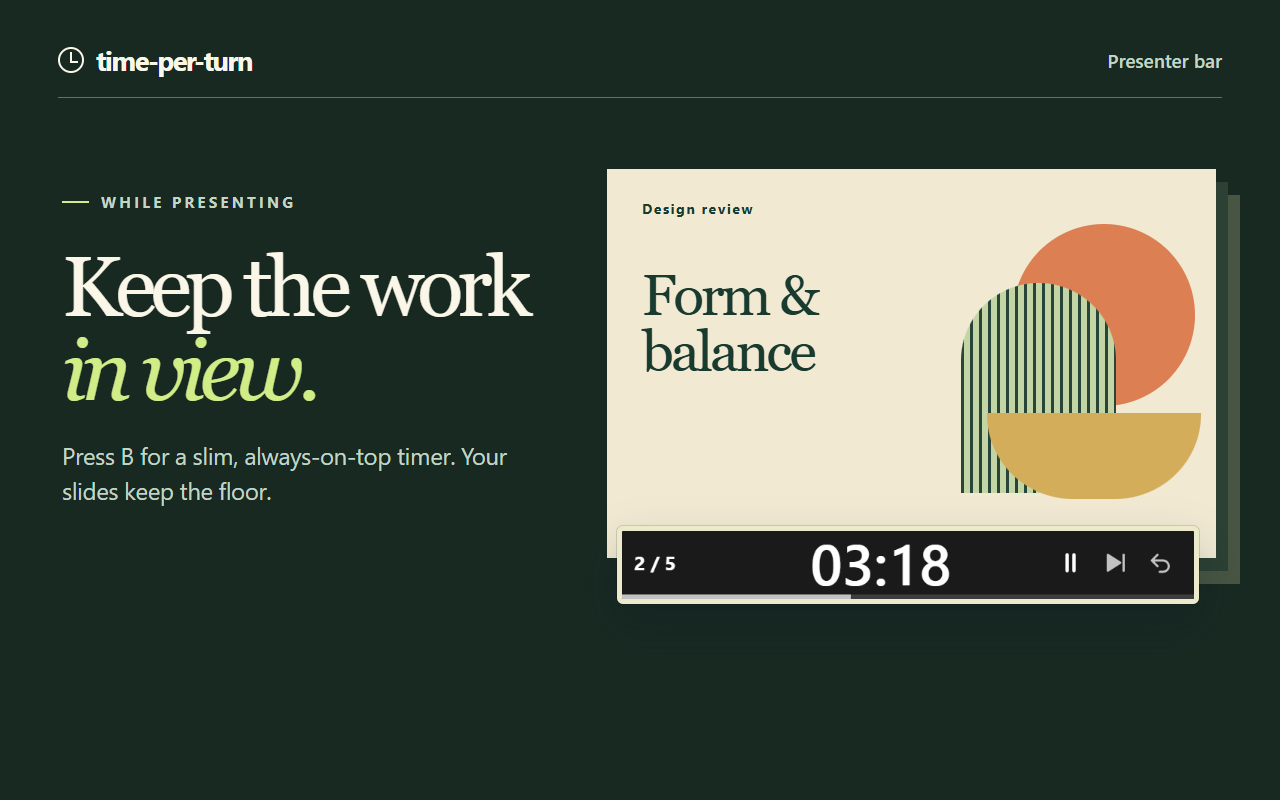 time-per-turn
Presenter bar
WHILE PRESENTING
Keep the work
in view.
Press B for a slim, always-on-top timer. Your
slides keep the floor.
Design review
Form &
balance
2 / 5
03:18